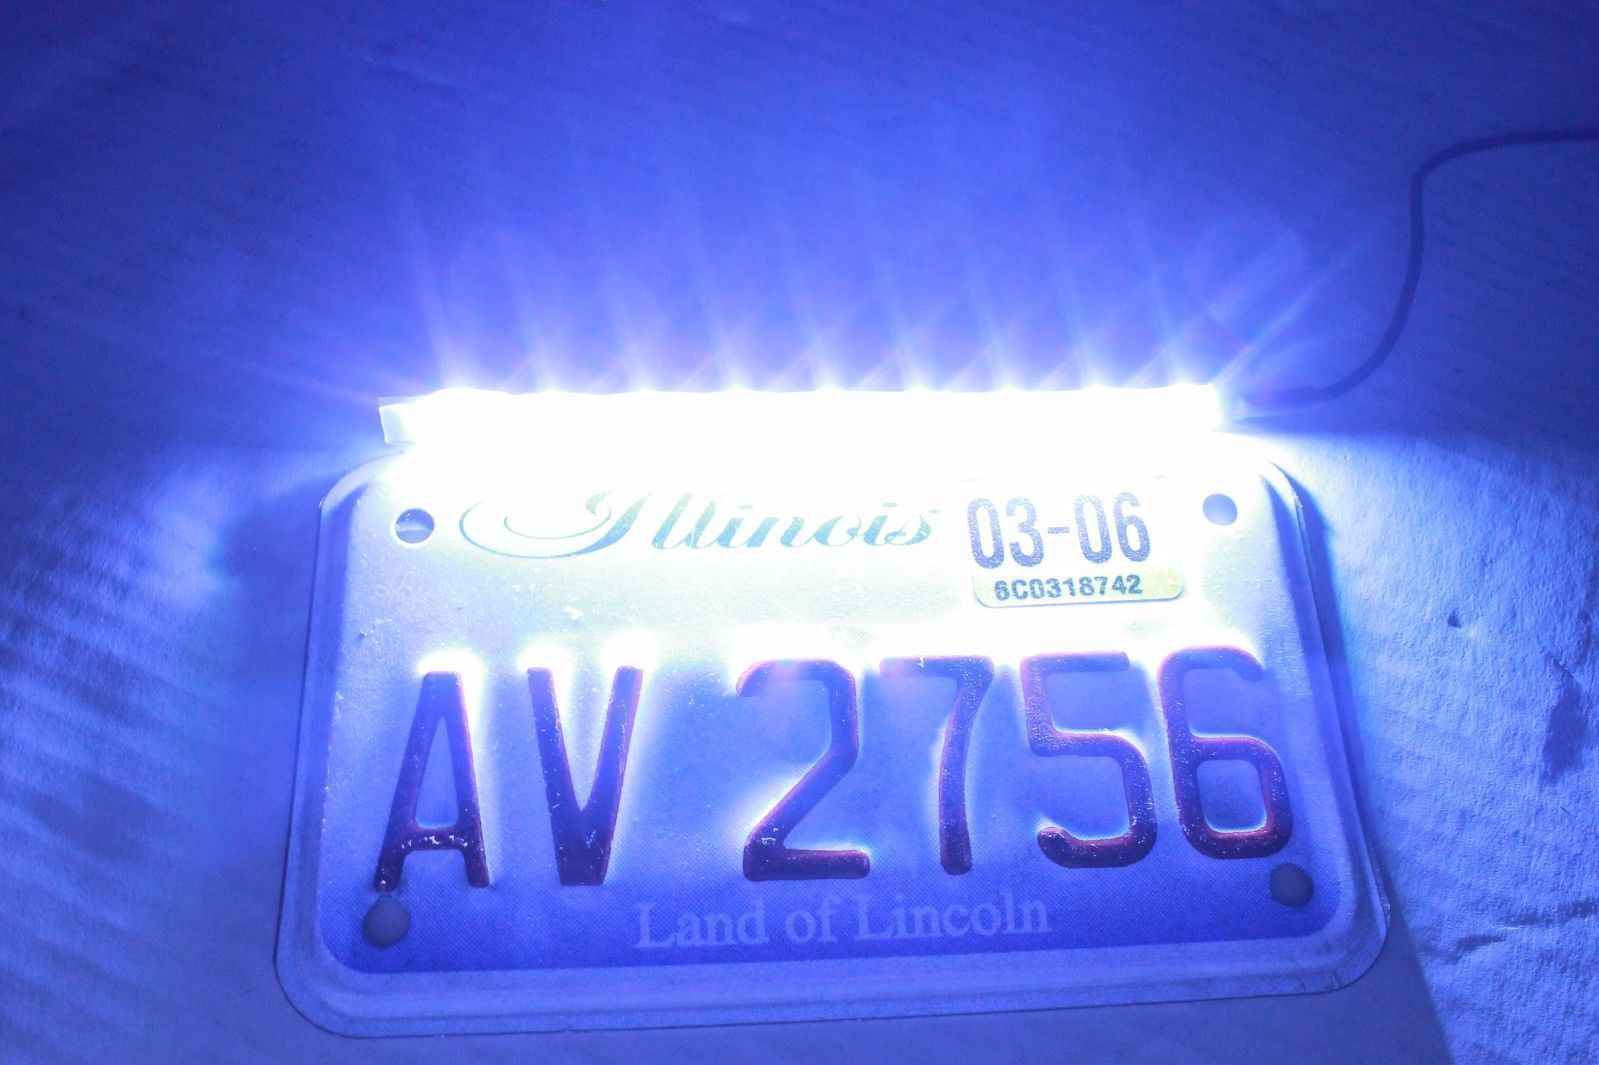 Illinois
03-06
6C0318742
AV 2756
Land of Lincoln